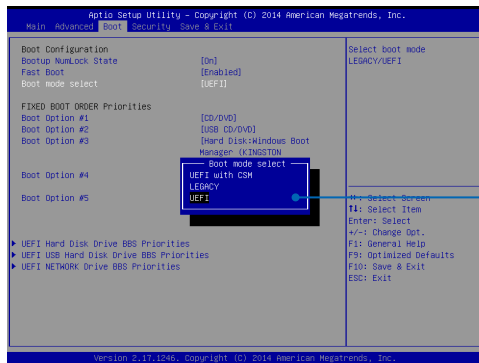 Aptio Setup Utility - Copyright (C) 2014 American Megatrends, Inc.
Main Advanced Boot Security Save & Exit
Boot Configuration
Bootup NumLock State [On]
Fast Boot [Enabled]
Boot mode select [UEFI]
FIXED BOOT ORDER Priorities
Boot Option #1 [CD/DVD]
Boot Option #2 [USB CD/DVD]
Boot Option #3 [Hard Disk:Windows Boot
Manager (KINGSTON
Boot mode select
Boot Option #4
UEFI with CSM
LEGACY
UEFI
Boot Option #5
UEFI Hard Disk Drive BBS Priorities
UEFI USB Hard Disk Drive BBS Priorities
UEFI NETWORK Drive BBS Priorities
Select boot mode
LEGACY/UEFI
Select Screen
↑↓: Select Item
Enter: Select
+/-: Change Opt.
F1: General Help
F9: Optimized Defaults
F10: Save & Exit
ESC: Exit
Version 2.17.1246. Copyright (C) 2014 American Megatrends, Inc.